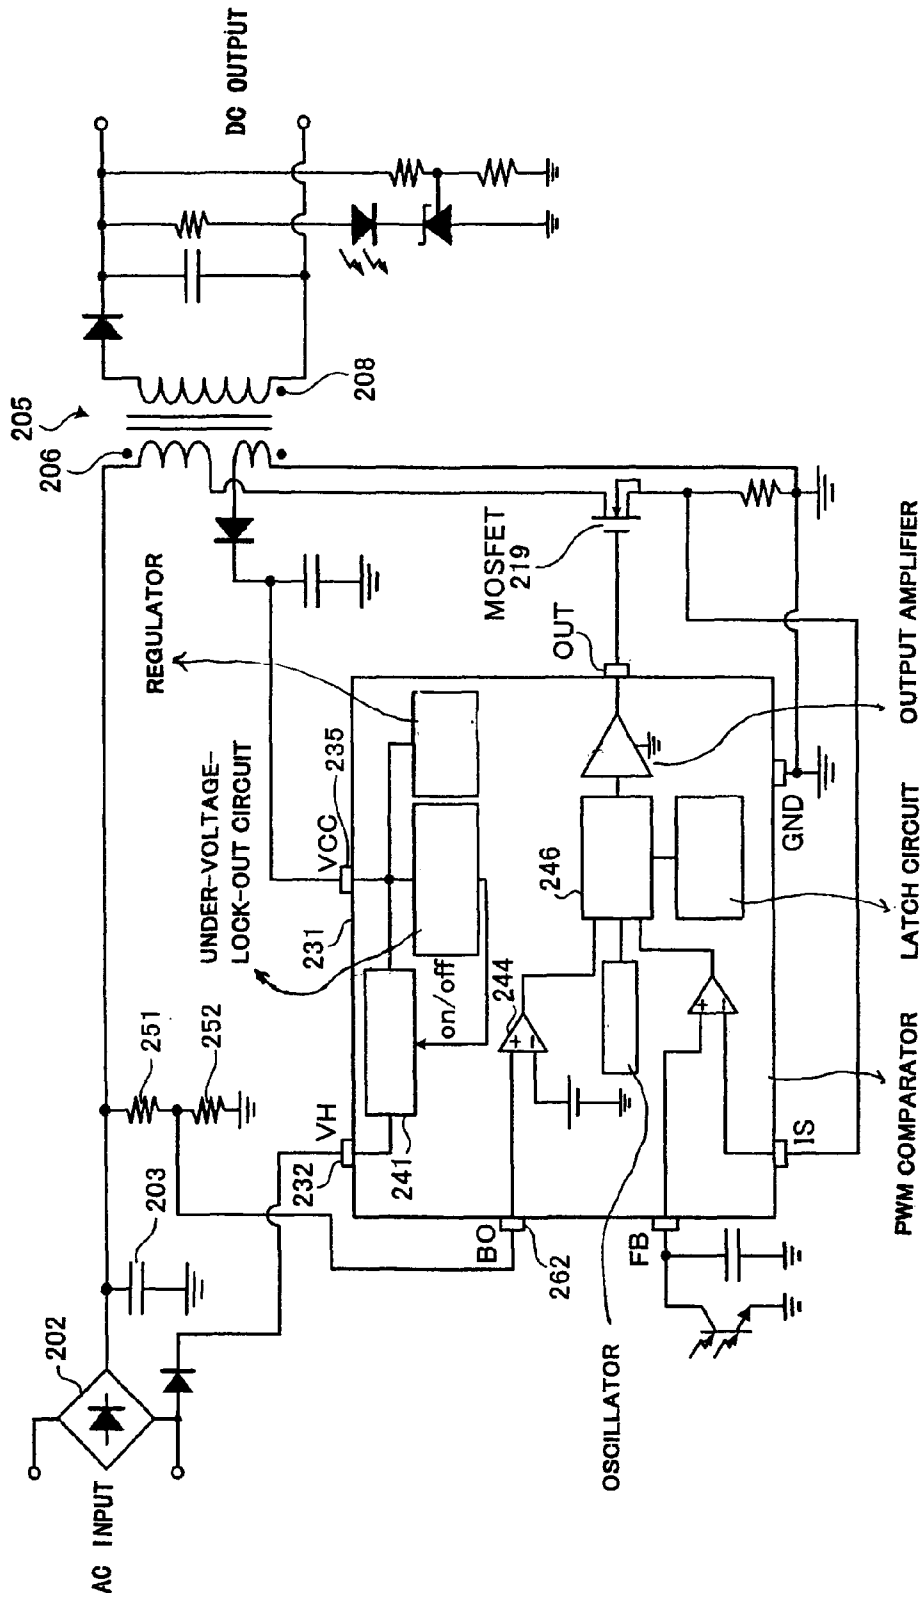 AC INPUT
202
203
251
252
206
205
208
DC OUTPUT
REGULATOR
UNDER-VOLTAGE-
LOCK-OUT CIRCUIT
VH
232
231
VCC
235
241
on/off
244
246
OUT
MOSFET
219
BO
262
FB
IS
GND
OSCILLATOR
PWM COMPARATOR
LATCH CIRCUIT
OUTPUT AMPLIFIER